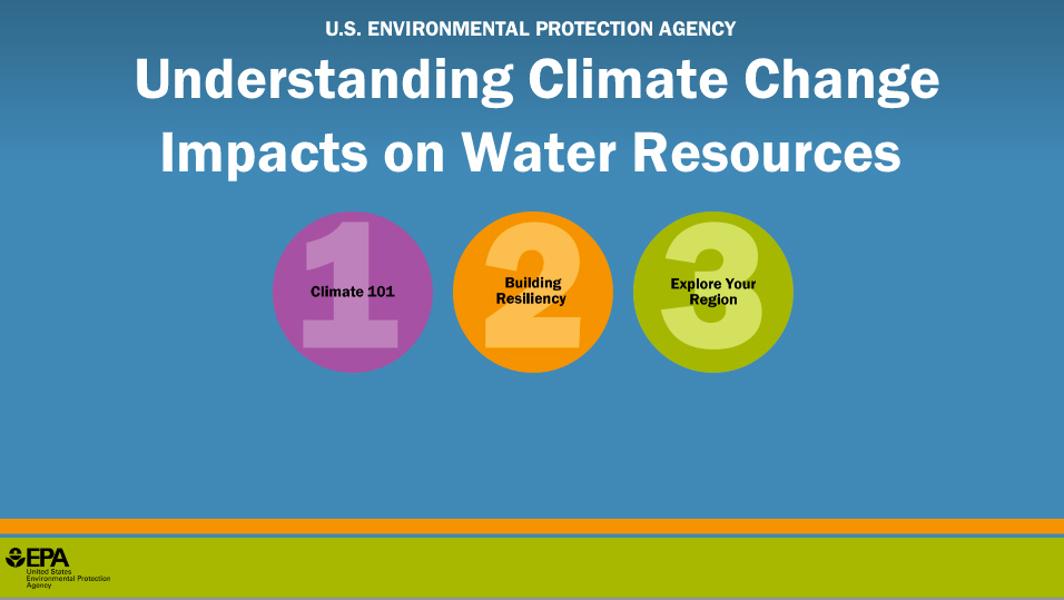 U.S. ENVIRONMENTAL PROTECTION AGENCY
Understanding Climate Change
Impacts on Water Resources
1
Climate 101
2
Building
Resiliency
3
Explore Your
Region
EPA
United States
Environmental Protection
Agency